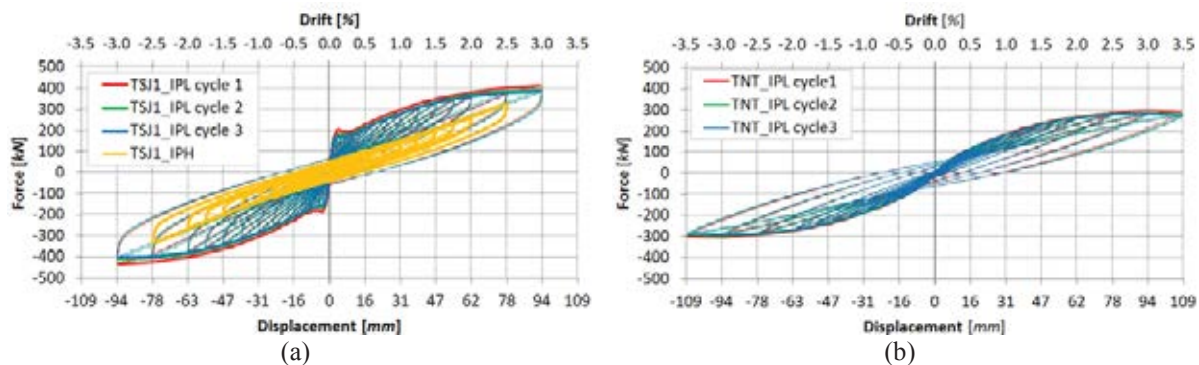 Drift [%]
-3.5 -3.0 -2.5 -2.0 -1.5 -1.0 -0.5 0.0 0.5 1.0 1.5 2.0 2.5 3.0 3.5
500
400
300
200
100
0
-100
-200
-300
-400
-500
Force [kN]
TSJ1_IPL cycle 1
TSJ1_IPL cycle 2
TSJ1_IPL cycle 3
TSJ1_IPH
-109 -94 -78 -63 -47 -31 -16 0 16 31 47 63 78 94 109
Displacement [mm]
(a)
Drift [%]
-3.5 -3.0 -2.5 -2.0 -1.5 -1.0 -0.5 0.0 0.5 1.0 1.5 2.0 2.5 3.0 3.5
500
400
300
200
100
0
-100
-200
-300
-400
-500
Force [kN]
TNT_IPL cycle1
TNT_IPL cycle2
TNT_IPL cycle3
-109 -94 -78 -62 -47 -31 -16 0 16 31 47 62 78 94 109
Displacement [mm]
(b)